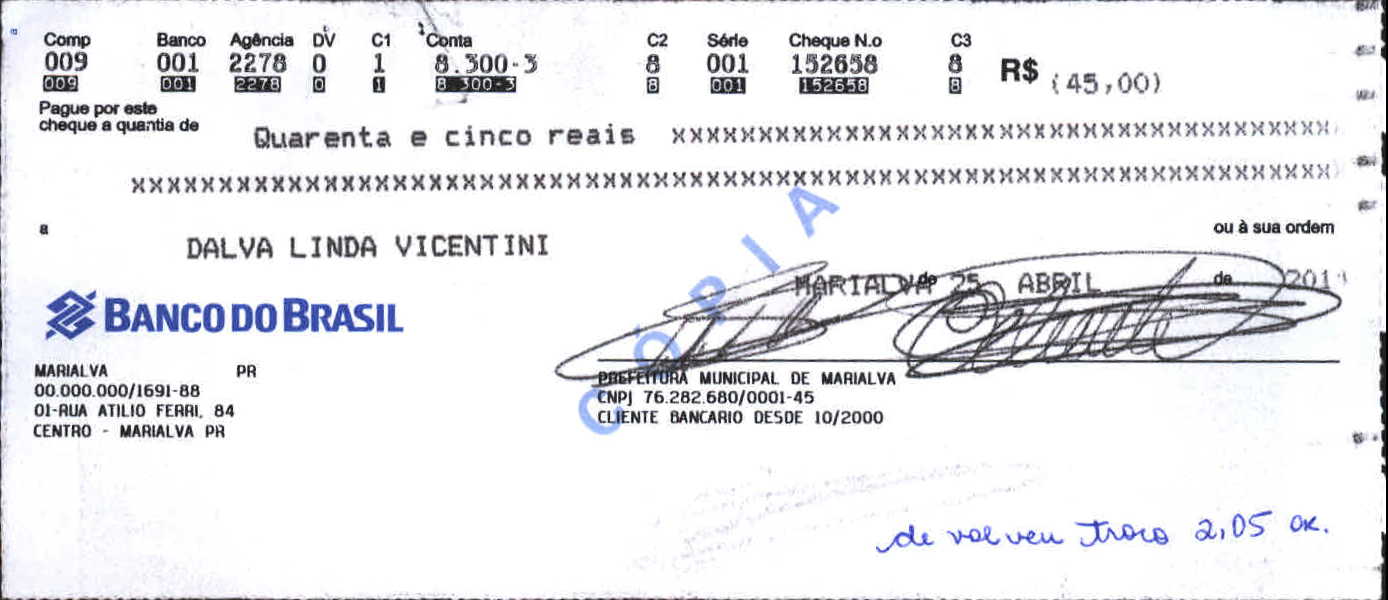 Comp Banco Agência DV C1 Conta C2 Série Cheque N.o C3
009 001 2278 0 1 8.300-3 8 001 152658 8 R$ (45,00)
009 001 2278 0 1 8 300-3 8 001 152658 8
Pague por este
cheque a quantia de Quarenta e cinco reais xxxxxxxxxxxxxxxxxxxxxxxxxxxxxxxxxxxxxx
xxxxxxxxxxxxxxxxxxxxxxxxxxxxxxxxxxxxxxxxxxxxxxxxxxxxxxxxxxxxxxxxxxxxx
a DALVA LINDA VICENTINI ou à sua ordem
MARIALVA de 25 ABRIL de
CÓPIA
BANCO DO BRASIL
MARIALVA PR
00.000.000/1691-88
01-RUA ATILIO FERRI, 84
CENTRO - MARIALVA PR
PREFEITURA MUNICIPAL DE MARIALVA
CNPJ 76.282.680/0001-45
CLIENTE BANCARIO DESDE 10/2000
de volveu troco 2,05 ok.